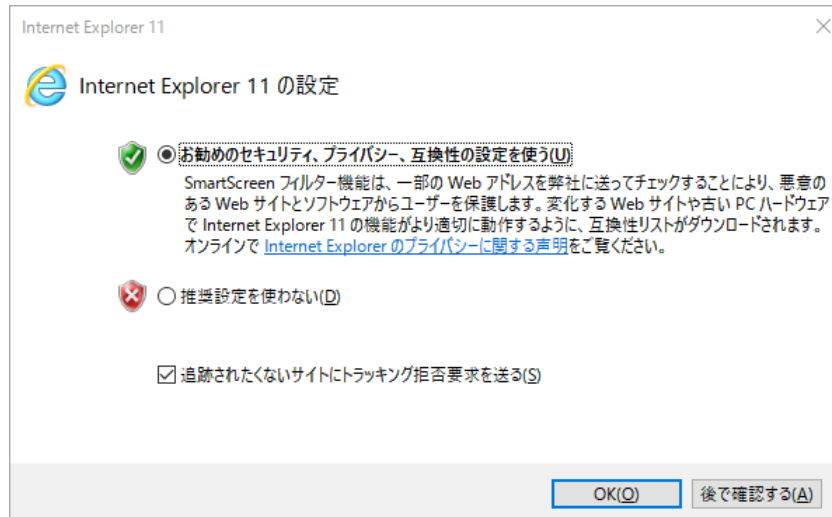 Internet Explorer 11
Internet Explorer 11 の設定
お勧めのセキュリティ、プライバシー、互換性の設定を使う(U)
SmartScreen フィルター機能は、一部の Web アドレスを弊社に送ってチェックすることにより、悪意の
ある Web サイトとソフトウェアからユーザーを保護します。変化する Web サイトや古い PC ハードウェア
で Internet Explorer 11 の機能がより適切に動作するように、互換性リストがダウンロードされます。
オンラインで Internet Explorer のプライバシーに関する声明をご覧ください。
推奨設定を使わない(D)
追跡されたくないサイトにトラッキング拒否要求を送る(S)
OK(O) 後で確認する(A)